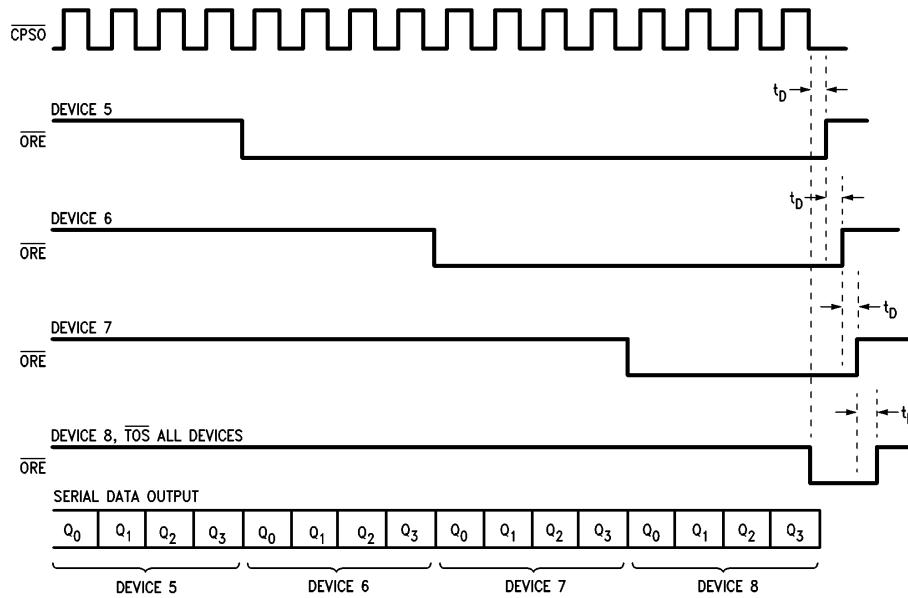 CPSO
t_D
DEVICE 5
ORE
t_D
DEVICE 6
ORE
t_D
DEVICE 7
ORE
DEVICE 8, TOS ALL DEVICES
ORE
SERIAL DATA OUTPUT
Q0 Q1 Q2 Q3 Q0 Q1 Q2 Q3 Q0 Q1 Q2 Q3 Q0 Q1 Q2 Q3
DEVICE 5 DEVICE 6 DEVICE 7 DEVICE 8